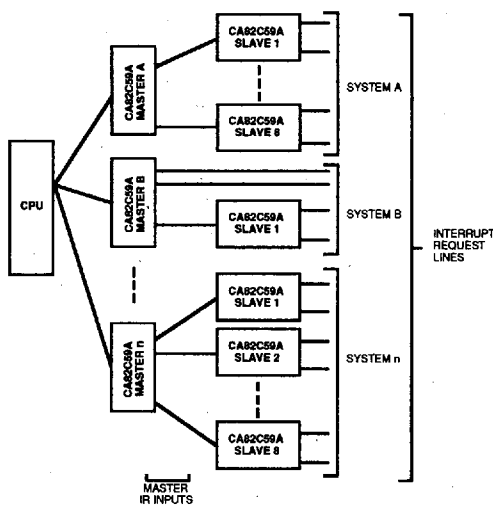 CPU
CA82C59A
MASTER A
CA82C59A
SLAVE 1
CA82C59A
SLAVE 8
SYSTEM A
CA82C59A
MASTER B
CA82C59A
SLAVE 1
SYSTEM B
INTERRUPT
REQUEST
LINES
CA82C59A
MASTER n
CA82C59A
SLAVE 1
CA82C59A
SLAVE 2
CA82C59A
SLAVE 8
SYSTEM n
MASTER
IR INPUTS